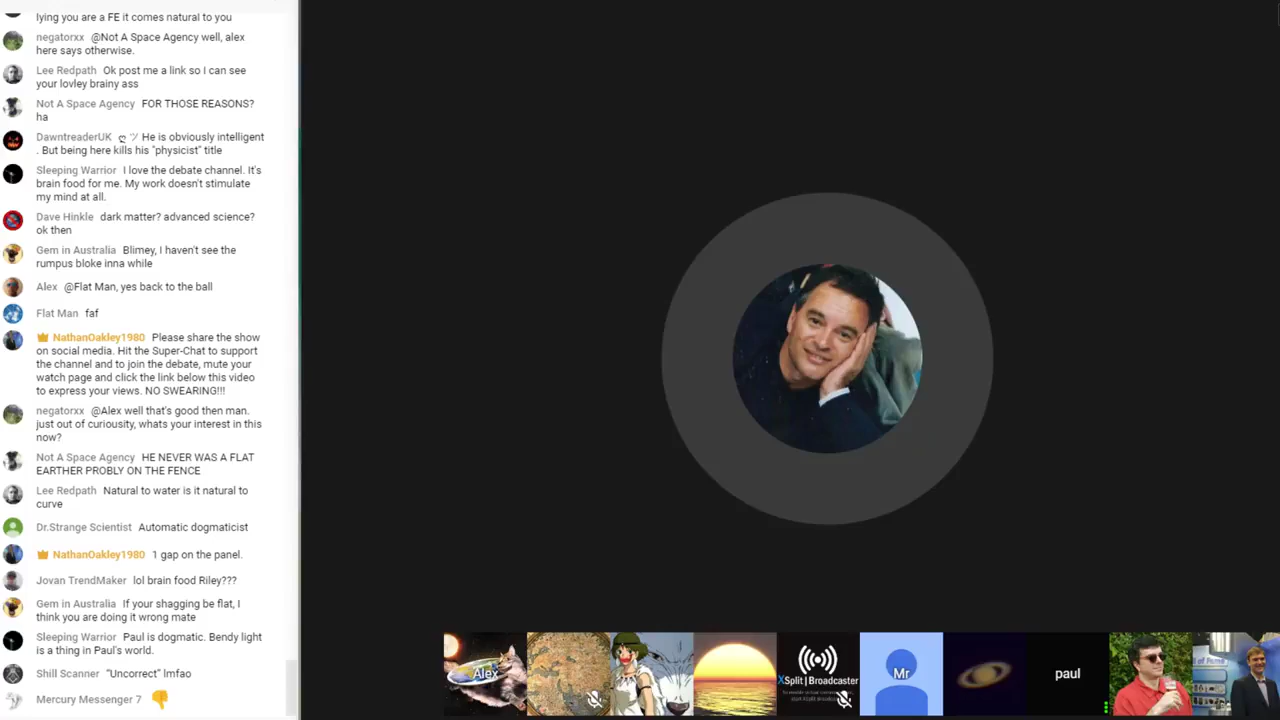 lying you are a FE it comes natural to you
negatorxx @Not A Space Agency well, alex
here says otherwise.
Lee Redpath Ok post me a link so I can see
your lovley brainy ass
Not A Space Agency FOR THOSE REASONS?
ha
DawntreaderUK ღ ツ He is obviously intelligent
. But being here kills his "physicist" title
Sleeping Warrior I love the debate channel. It's
brain food for me. My work doesn't stimulate
my mind at all.
Dave Hinkle dark matter? advanced science?
ok then
Gem in Australia Blimey, I haven't see the
rumpus bloke inna while
Alex @Flat Man, yes back to the ball
Flat Man faf
NathanOakley1980 Please share the show
on social media. Hit the Super-Chat to support
the channel and to join the debate, mute your
watch page and click the link below this video
to express your views. NO SWEARING!!!
negatorxx @Alex well that's good then man.
just out of curiousity, whats your interest in this
now?
Not A Space Agency HE NEVER WAS A FLAT
EARTHER PROBLY ON THE FENCE
Lee Redpath Natural to water is it natural to
curve
Dr.Strange Scientist Automatic dogmaticist
NathanOakley1980 1 gap on the panel.
Jovan TrendMaker lol brain food Riley???
Gem in Australia If your shagging be flat, I
think you are doing it wrong mate
Sleeping Warrior Paul is dogmatic. Bendy light
is a thing in Paul's world.
Shill Scanner "Uncorrect" lmfao
Mercury Messenger 7
Alex
XSplit Broadcaster
Mr
paul